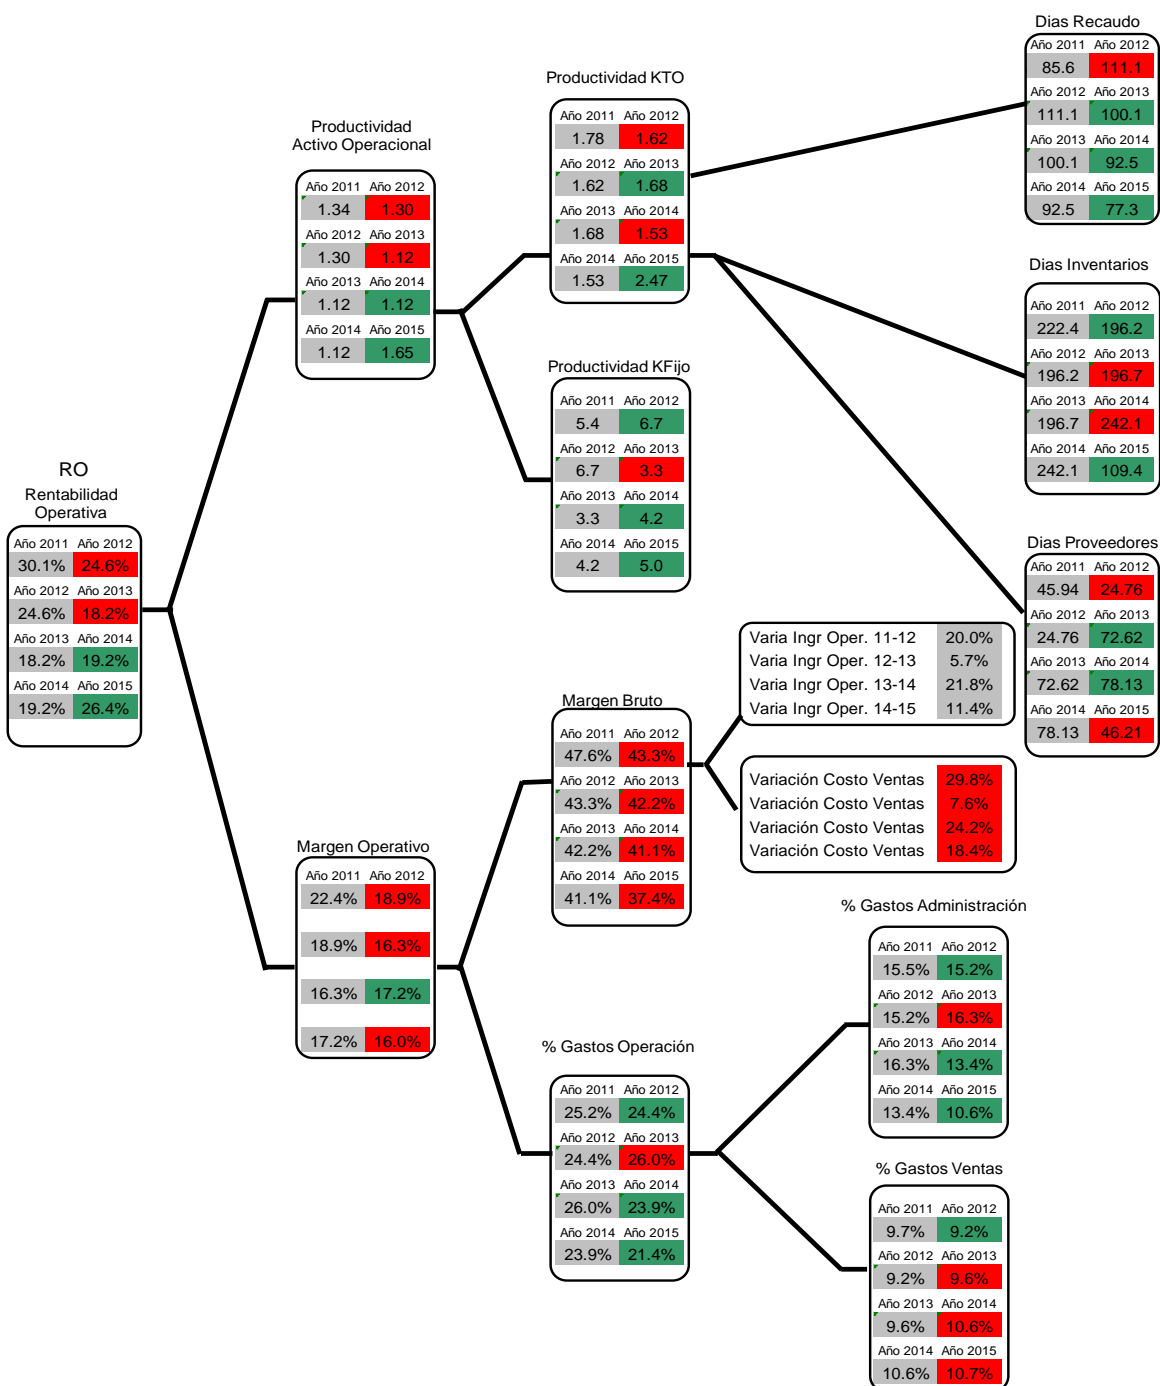 Dias Recaudo
Año 2011 Año 2012
85.6 111.1
Año 2012 Año 2013
111.1 100.1
Año 2013 Año 2014
100.1 92.5
Año 2014 Año 2015
92.5 77.3
Productividad KTO
Año 2011 Año 2012
1.78 1.62
Año 2012 Año 2013
1.62 1.68
Año 2013 Año 2014
1.68 1.53
Año 2014 Año 2015
1.53 2.47
Productividad
Activo Operacional
Año 2011 Año 2012
1.34 1.30
Año 2012 Año 2013
1.30 1.12
Año 2013 Año 2014
1.12 1.12
Año 2014 Año 2015
1.12 1.65
Dias Inventarios
Año 2011 Año 2012
222.4 196.2
Año 2012 Año 2013
196.2 196.7
Año 2013 Año 2014
196.7 242.1
Año 2014 Año 2015
242.1 109.4
Productividad KFijo
Año 2011 Año 2012
5.4 6.7
Año 2012 Año 2013
6.7 3.3
Año 2013 Año 2014
3.3 4.2
Año 2014 Año 2015
4.2 5.0
RO
Rentabilidad
Operativa
Año 2011 Año 2012
30.1% 24.6%
Año 2012 Año 2013
24.6% 18.2%
Año 2013 Año 2014
18.2% 19.2%
Año 2014 Año 2015
19.2% 26.4%
Dias Proveedores
Año 2011 Año 2012
45.94 24.76
Año 2012 Año 2013
24.76 72.62
Año 2013 Año 2014
72.62 78.13
Año 2014 Año 2015
78.13 46.21
Varia Ingr Oper. 11-12 20.0%
Varia Ingr Oper. 12-13 5.7%
Varia Ingr Oper. 13-14 21.8%
Varia Ingr Oper. 14-15 11.4%
Margen Bruto
Año 2011 Año 2012
47.6% 43.3%
Año 2012 Año 2013
43.3% 42.2%
Año 2013 Año 2014
42.2% 41.1%
Año 2014 Año 2015
41.1% 37.4%
Variación Costo Ventas 29.8%
Variación Costo Ventas 7.6%
Variación Costo Ventas 24.2%
Variación Costo Ventas 18.4%
Margen Operativo
Año 2011 Año 2012
22.4% 18.9%
18.9% 16.3%
16.3% 17.2%
17.2% 16.0%
% Gastos Administración
Año 2011 Año 2012
15.5% 15.2%
Año 2012 Año 2013
15.2% 16.3%
Año 2013 Año 2014
16.3% 13.4%
Año 2014 Año 2015
13.4% 10.6%
% Gastos Operación
Año 2011 Año 2012
25.2% 24.4%
Año 2012 Año 2013
24.4% 26.0%
Año 2013 Año 2014
26.0% 23.9%
Año 2014 Año 2015
23.9% 21.4%
% Gastos Ventas
Año 2011 Año 2012
9.7% 9.2%
Año 2012 Año 2013
9.2% 9.6%
Año 2013 Año 2014
9.6% 10.6%
Año 2014 Año 2015
10.6% 10.7%